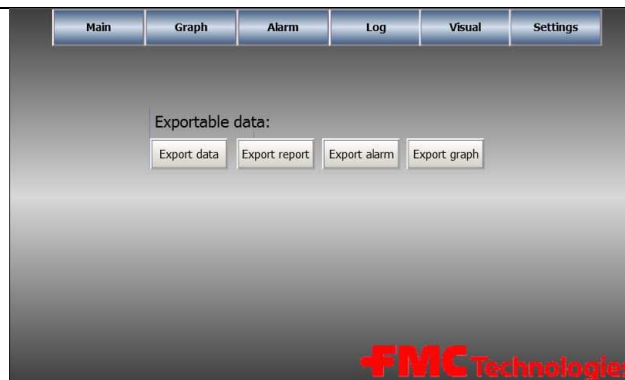 Main Graph Alarm Log Visual Settings
Exportable data:
Export data Export report Export alarm Export graph
FMC Technologies